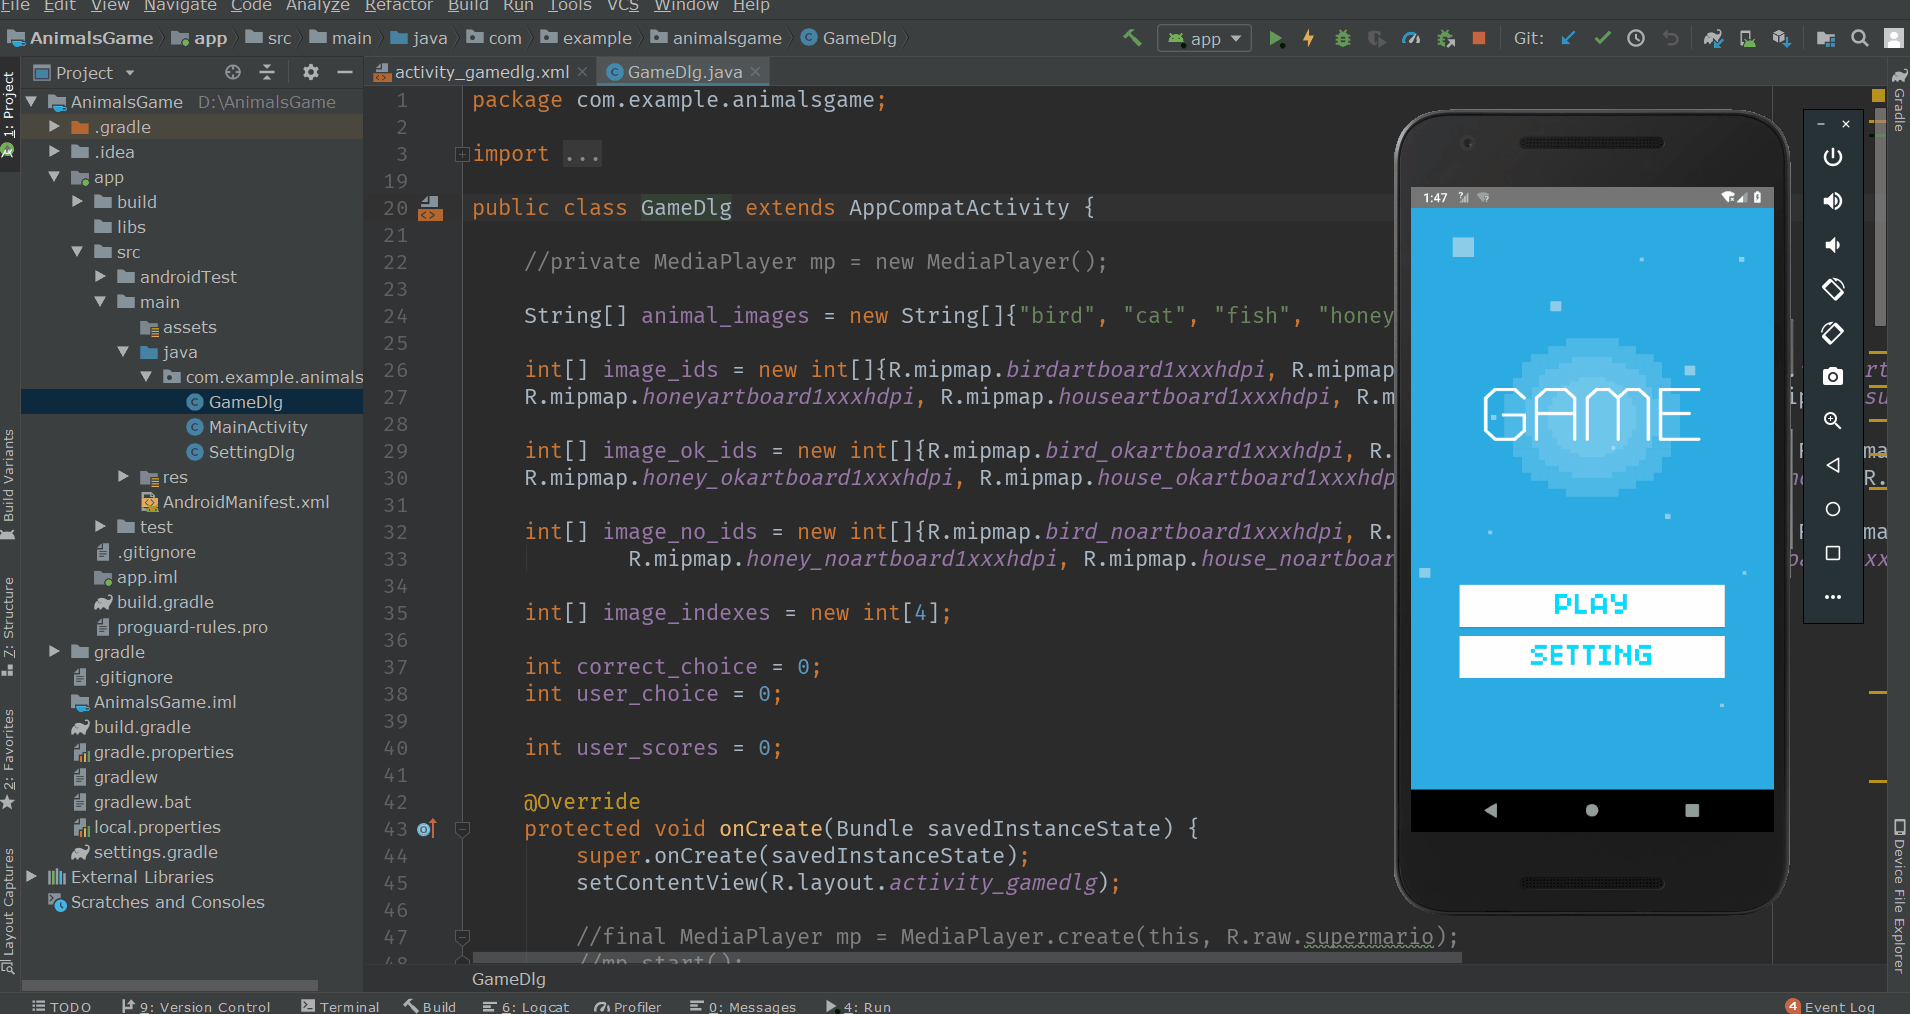 File Edit View Navigate Code Analyze Refactor Build Run Tools VCS Window Help
AnimalsGame app src main java com example animalsgame GameDlg
app Git:
1: Project
Build Variants
7: Structure
2: Favorites
Layout Captures
Project
AnimalsGame D:\AnimalsGame
.gradle
.idea
app
build
libs
src
androidTest
main
assets
java
com.example.animals
GameDlg
MainActivity
SettingDlg
res
AndroidManifest.xml
test
.gitignore
app.iml
build.gradle
proguard-rules.pro
gradle
.gitignore
AnimalsGame.iml
build.gradle
gradle.properties
gradlew
gradlew.bat
local.properties
settings.gradle
External Libraries
Scratches and Consoles
activity_gamedlg.xml GameDlg.java
1 package com.example.animalsgame;
2
3 import ...
19
20 public class GameDlg extends AppCompatActivity {
21
22 //private MediaPlayer mp = new MediaPlayer();
23
24 String[] animal_images = new String[]{"bird", "cat", "fish", "honey
25
26 int[] image_ids = new int[]{R.mipmap.birdartboard1xxxhdpi, R.mipmap
27 R.mipmap.honeyartboard1xxxhdpi, R.mipmap.houseartboard1xxxhdpi, R.m
28
29 int[] image_ok_ids = new int[]{R.mipmap.bird_okartboard1xxxhdpi, R.
30 R.mipmap.honey_okartboard1xxxhdpi, R.mipmap.house_okartboard1xxxhdp
31
32 int[] image_no_ids = new int[]{R.mipmap.bird_noartboard1xxxhdpi, R.
33 R.mipmap.honey_noartboard1xxxhdpi, R.mipmap.house_noartboar
34
35 int[] image_indexes = new int[4];
36
37 int correct_choice = 0;
38 int user_choice = 0;
39
40 int user_scores = 0;
41
42 @Override
43 protected void onCreate(Bundle savedInstanceState) {
44 super.onCreate(savedInstanceState);
45 setContentView(R.layout.activity_gamedlg);
46
47 //final MediaPlayer mp = MediaPlayer.create(this, R.raw.supermario);
48 //mp.start();
GameDlg
1:47
GAME
PLAY
SETTING
Gradle
Device File Explorer
TODO 9: Version Control Terminal Build 6: Logcat Profiler 0: Messages 4: Run 4 Event Log